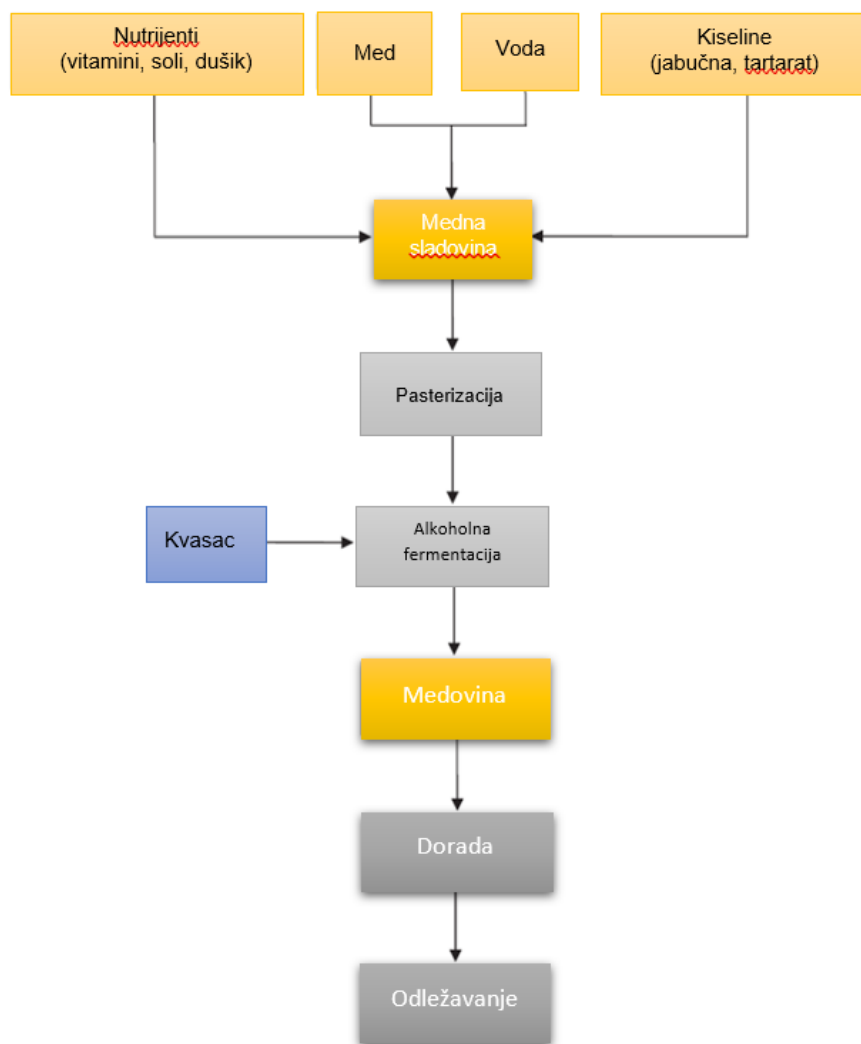 Nutrijenti
(vitamini, soli, dušik)
Med
Voda
Kiseline
(jabučna, tartarat)
Medna
sladovina
Pasterizacija
Kvasac
Alkoholna
fermentacija
Medovina
Dorada
Odležavanje